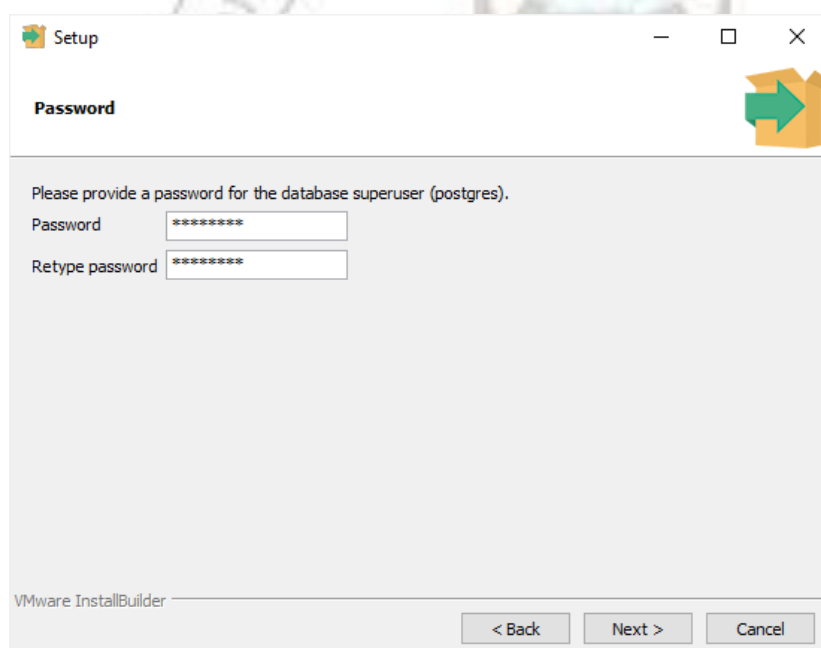 Setup
Password
Please provide a password for the database superuser (postgres).
Password ********
Retype password ********
VMware InstallBuilder
< Back Next > Cancel